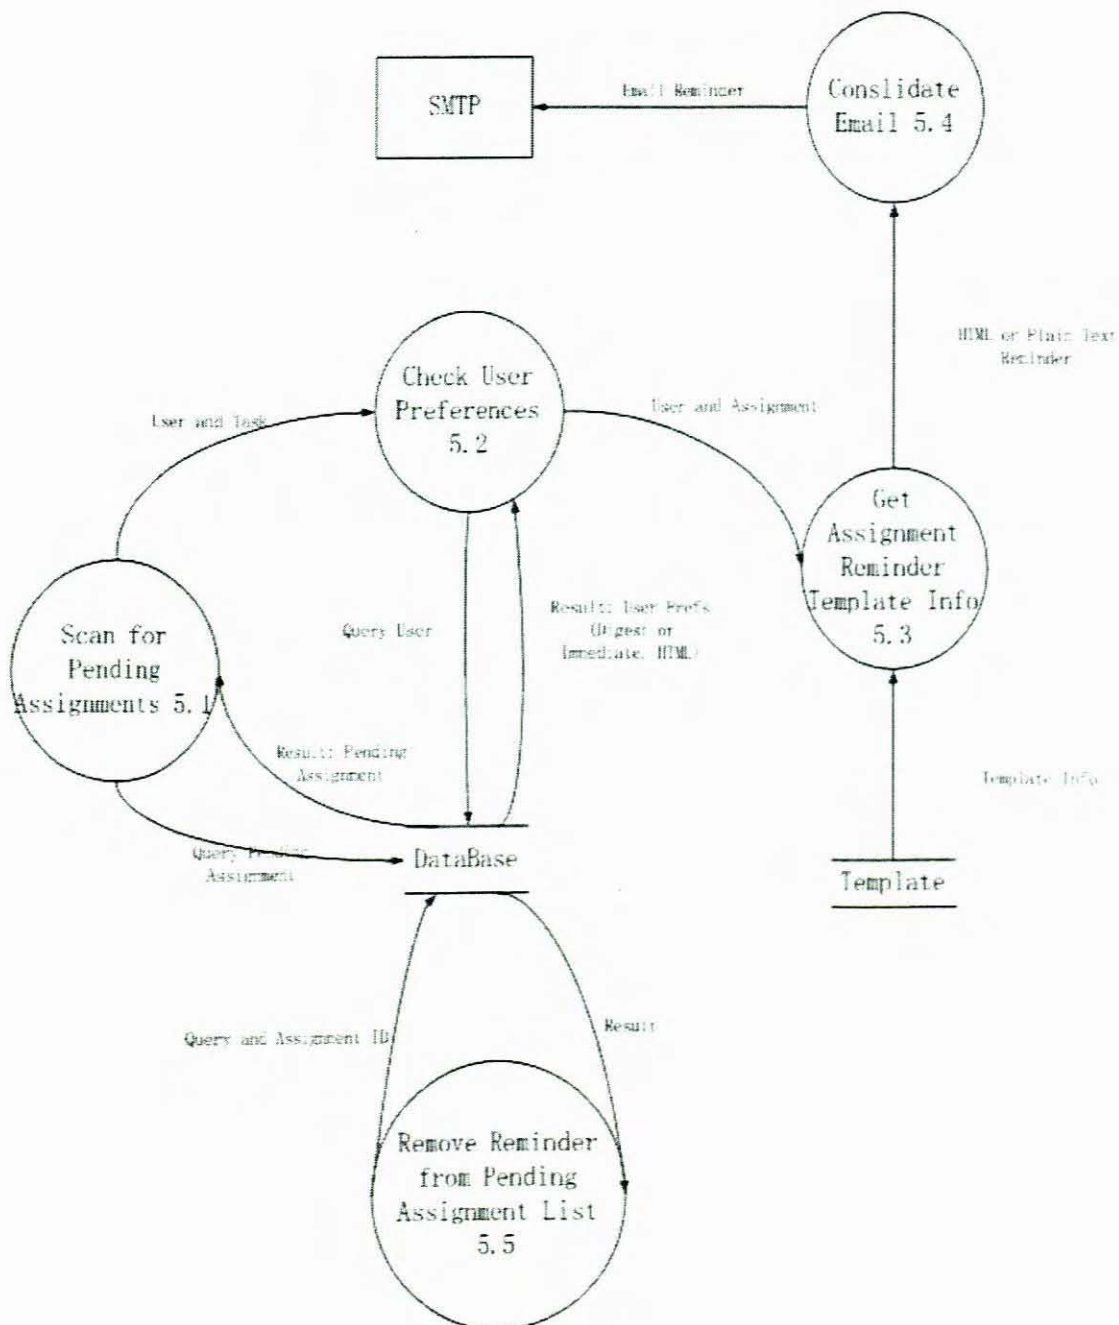 SMTP
Email Reminder
Conslidate
Email 5.4
HTML or Plain Text
Reminder
Check User
Preferences
5.2
User and Task
User and Assignment
Get
Assignment
Reminder
Template Info
5.3
Scan for
Pending
Assignments 5.1
Query User
Result: User Prefs
(Digest or
Immediate, HTML)
Result: Pending
Assignment
Template Info
Query Pending
Assignment
DataBase
Template
Query and Assignment ID
Result
Remove Reminder
from Pending
Assignment List
5.5